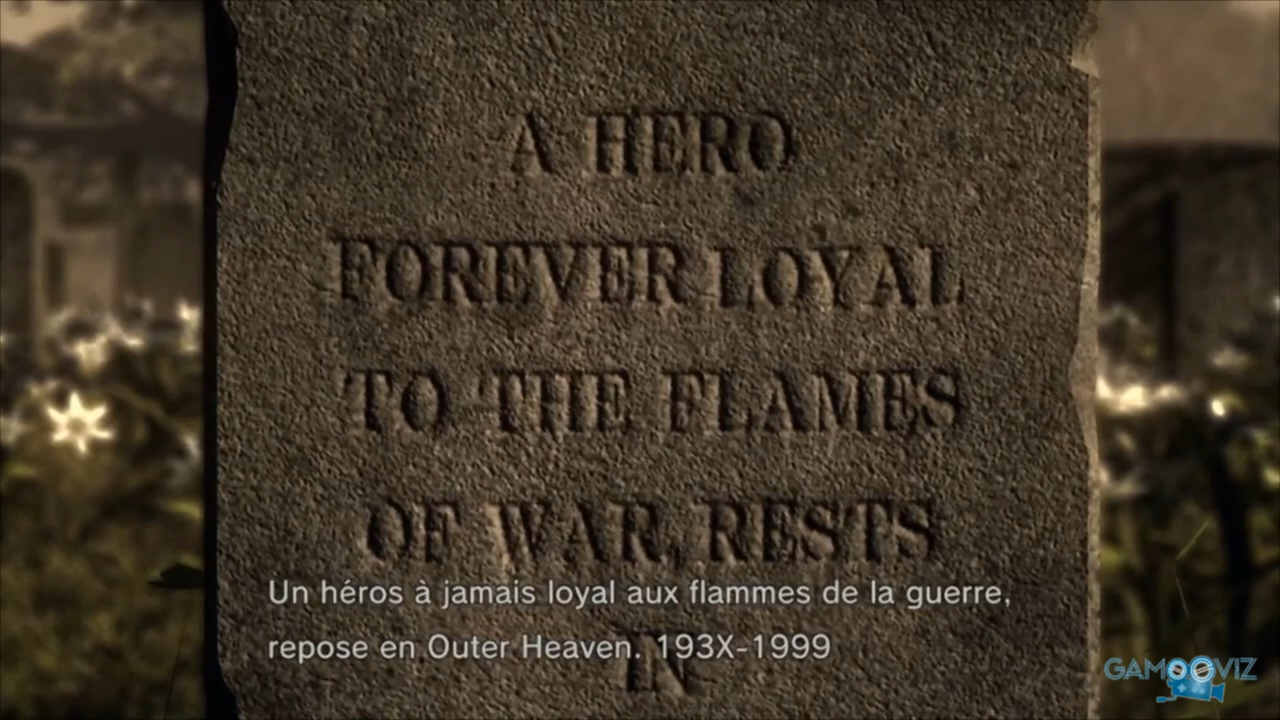 A HERO
FOREVER LOYAL
TO THE FLAMES
OF WAR, RESTS
IN
Un héros à jamais loyal aux flammes de la guerre,
repose en Outer Heaven. 193X-1999
GAMOOVIZ